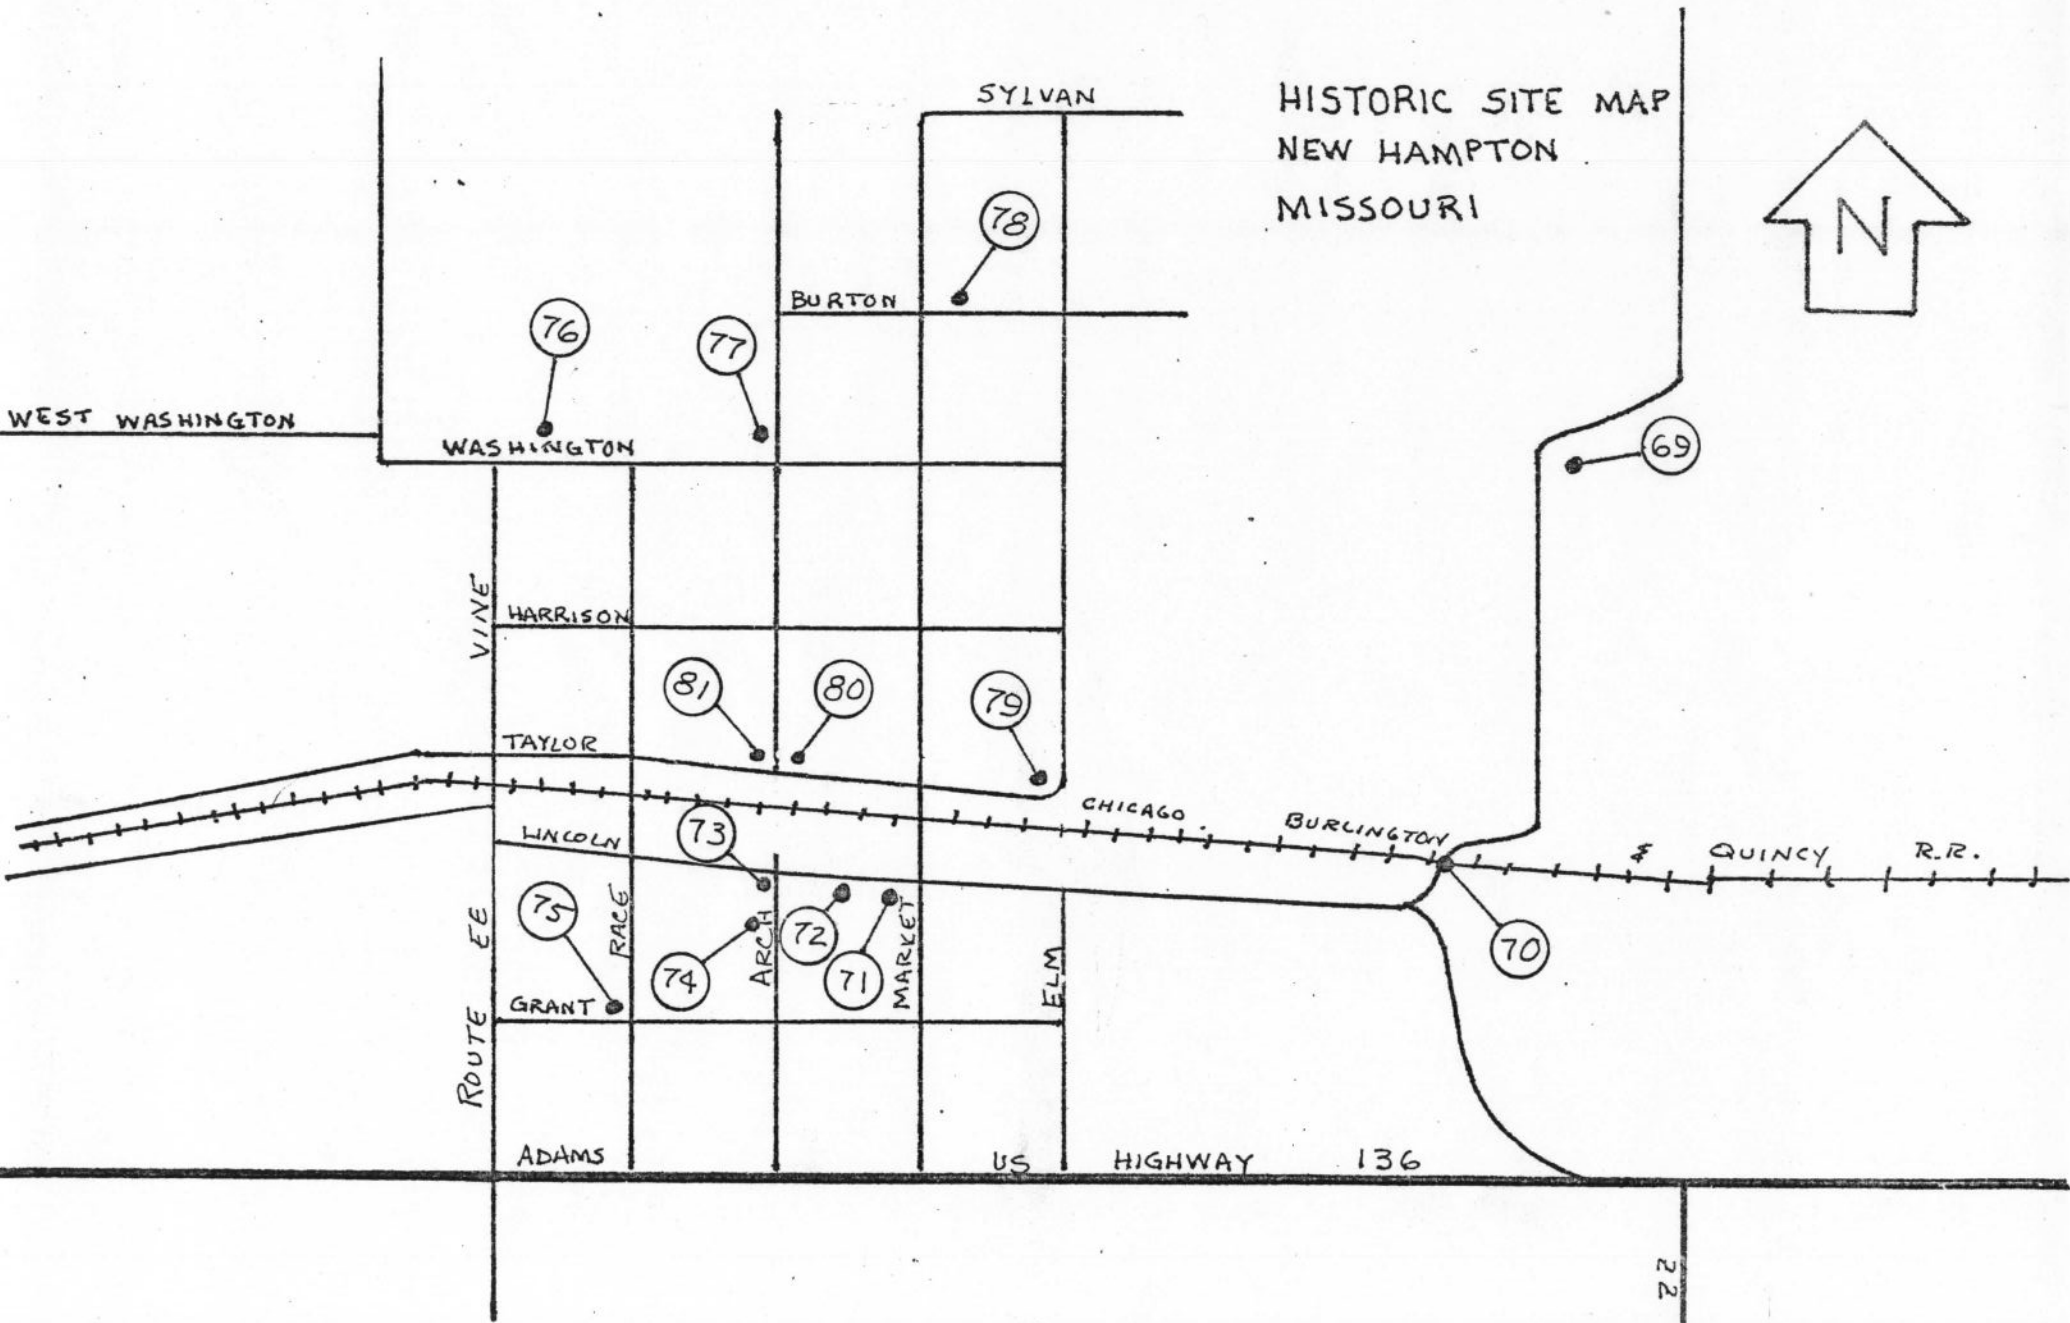 HISTORIC SITE MAP
NEW HAMPTON
MISSOURI
N
SYLVAN
78
BURTON
76
77
WEST WASHINGTON
WASHINGTON
69
VINE
HARRISON
81
80
79
TAYLOR
CHICAGO BURLINGTON & QUINCY R.R.
73
LINCOLN
75
RACE
74
ARCH
72
71
MARKET
70
ELM
GRANT
ROUTE EE
ADAMS
US HIGHWAY 136
22